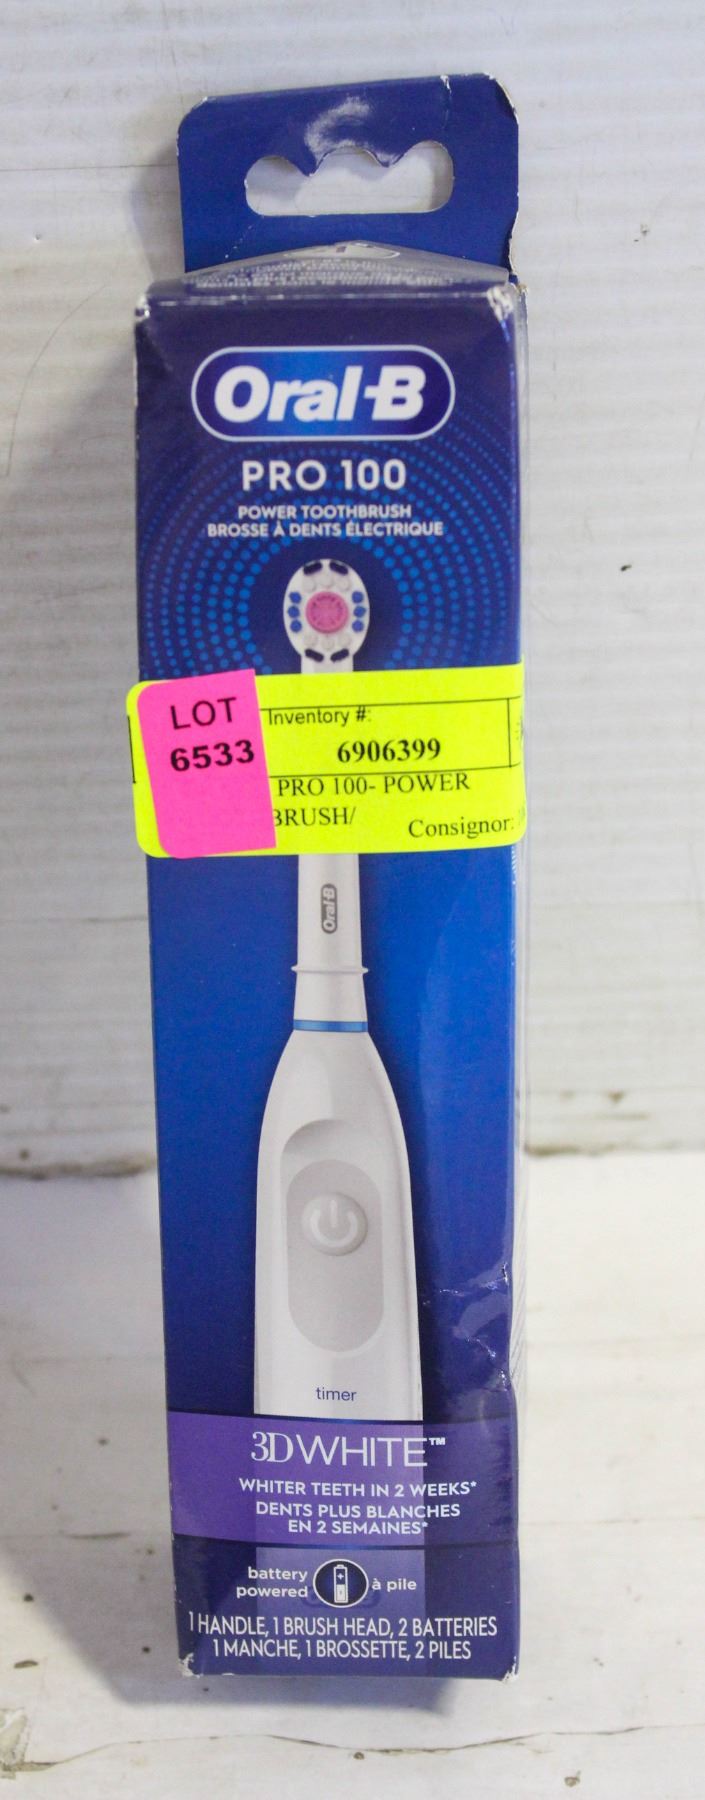 Oral-B
PRO 100
POWER TOOTHBRUSH
BROSSE À DENTS ÉLECTRIQUE
LOT
6533
Inventory #:
6906399
PRO 100- POWER
BRUSH/
Consignor:
Oral-B
timer
3DWHITE™
WHITER TEETH IN 2 WEEKS*
DENTS PLUS BLANCHES
EN 2 SEMAINES*
battery
powered
à pile
1 HANDLE, 1 BRUSH HEAD, 2 BATTERIES
1 MANCHE, 1 BROSSETTE, 2 PILES